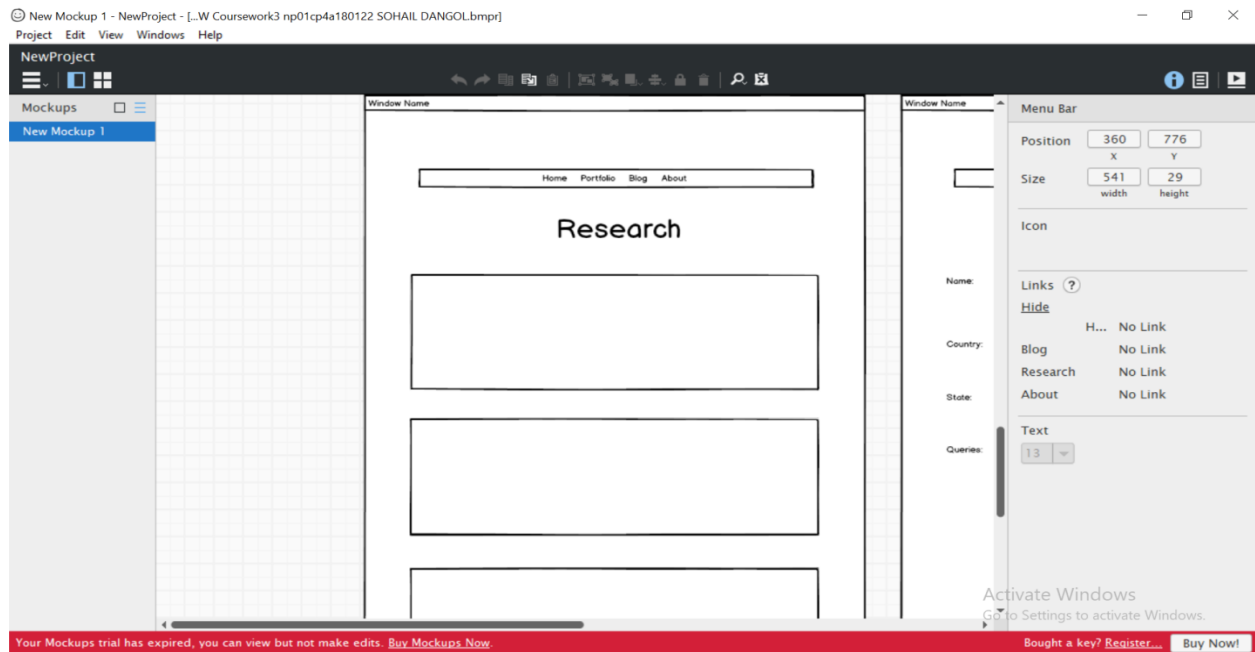 New Mockup 1 - NewProject - [...W Coursework3 np01cp4a180122 SOHAIL DANGOL.bmpr]
Project Edit View Windows Help
NewProject
Mockups
New Mockup 1
Window Name
Home Portfolio Blog About
Research
Window Name
Name:
Country:
State:
Queries:
Menu Bar
Position 360 776
X Y
Size 541 29
width height
Icon
Links ?
Hide
H... No Link
Blog No Link
Research No Link
About No Link
Text
13
Activate Windows
Go to Settings to activate Windows.
Your Mockups trial has expired, you can view but not make edits. Buy Mockups Now.
Bought a key? Register... Buy Now!